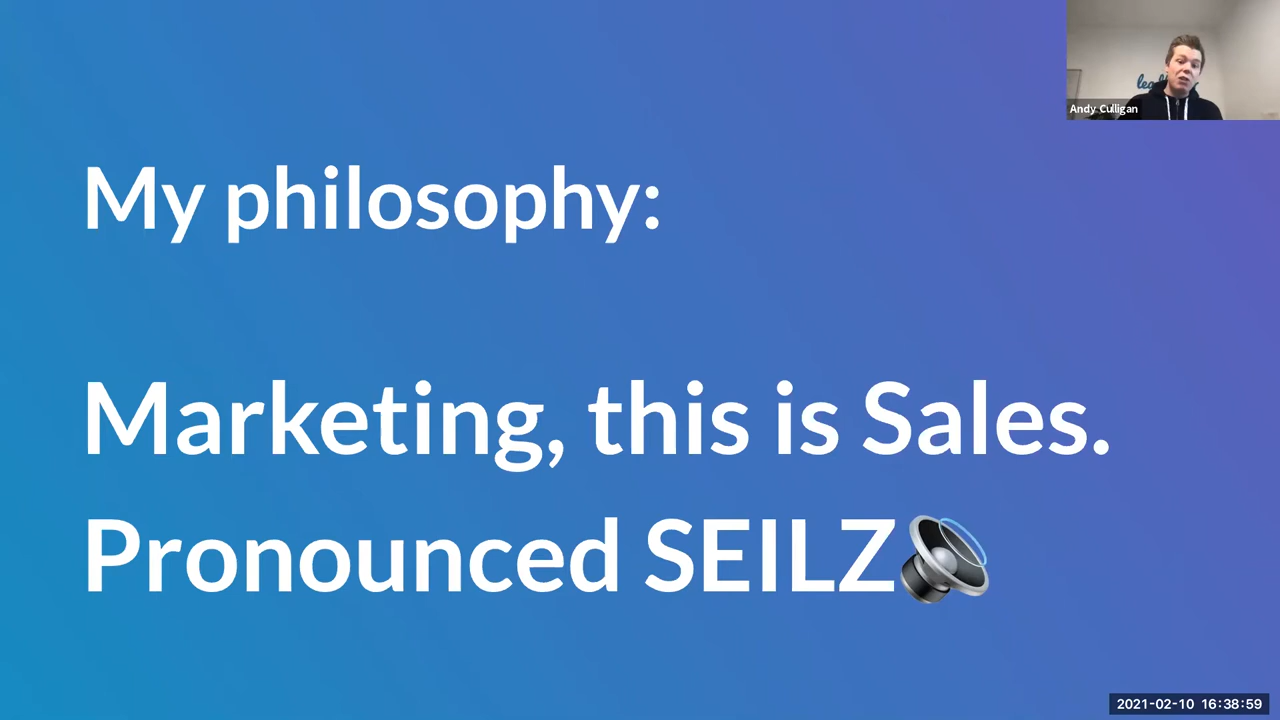 Andy Culligan
My philosophy:
Marketing, this is Sales.
Pronounced SEILZ
2021-02-10 16:38:59